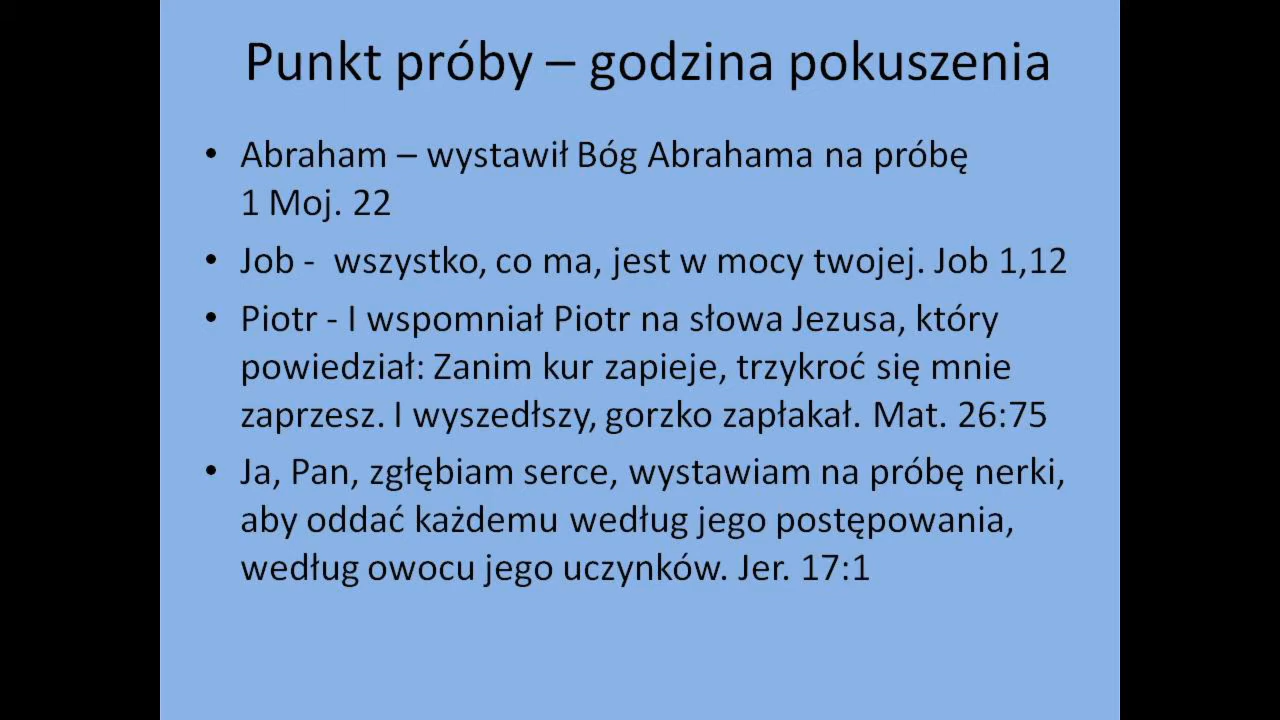 Punkt próby – godzina pokuszenia
• Abraham – wystawił Bóg Abrahama na próbę
1 Moj. 22
• Job -  wszystko, co ma, jest w mocy twojej. Job 1,12
• Piotr - I wspomniał Piotr na słowa Jezusa, który
powiedział: Zanim kur zapieje, trzykroć się mnie
zaprzesz. I wyszedłszy, gorzko zapłakał. Mat. 26:75
• Ja, Pan, zgłębiam serce, wystawiam na próbę nerki,
aby oddać każdemu według jego postępowania,
według owocu jego uczynków. Jer. 17:1